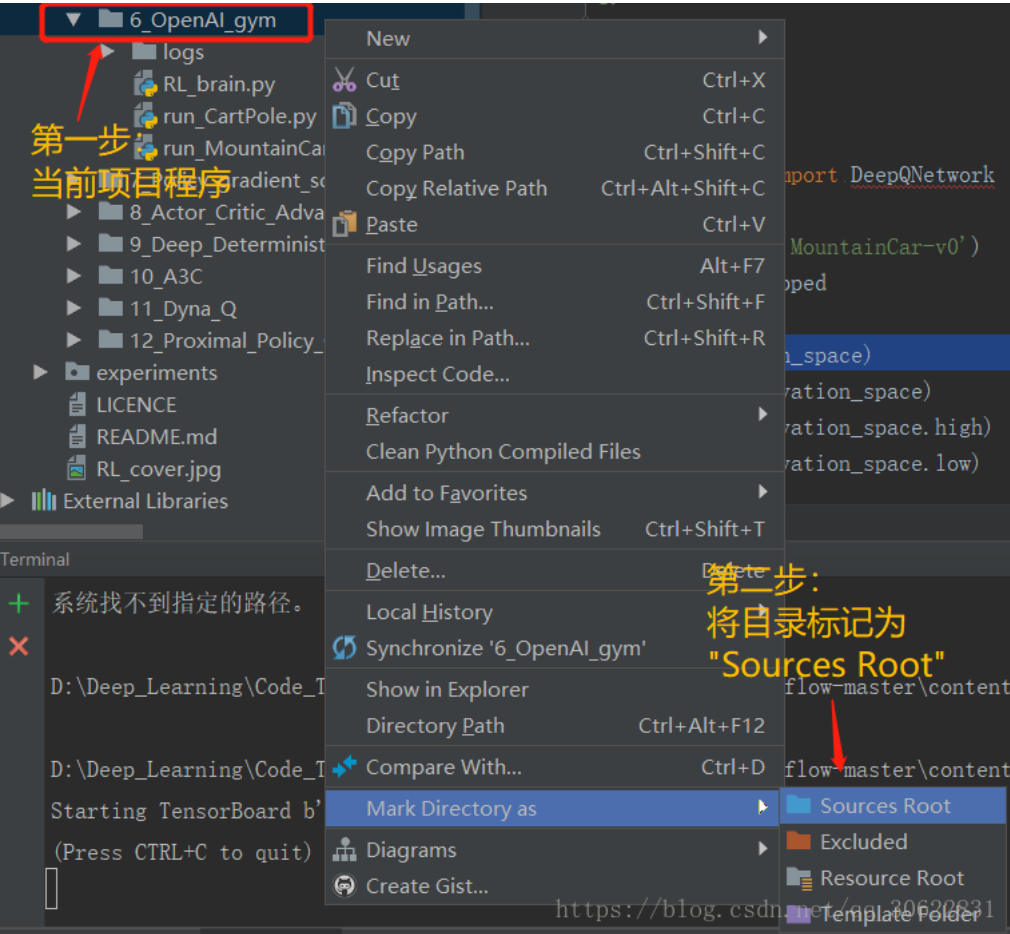 6_OpenAI_gym
logs
RL_brain.py
run_CartPole.py
run_MountainCar
7_Policy_gradient_so
8_Actor_Critic_Adva
9_Deep_Determinist
10_A3C
11_Dyna_Q
12_Proximal_Policy_
experiments
LICENCE
README.md
RL_cover.jpg
External Libraries
第一步：
当前项目程序
New
Cut Ctrl+X
Copy Ctrl+C
Copy Path Ctrl+Shift+C
Copy Relative Path Ctrl+Alt+Shift+C
Paste Ctrl+V
Find Usages Alt+F7
Find in Path... Ctrl+Shift+F
Replace in Path... Ctrl+Shift+R
Inspect Code...
Refactor
Clean Python Compiled Files
Add to Favorites
Show Image Thumbnails Ctrl+Shift+T
Delete... Delete
Local History
Synchronize '6_OpenAI_gym'
Show in Explorer
Directory Path Ctrl+Alt+F12
Compare With... Ctrl+D
Mark Directory as
Diagrams
Create Gist...
Sources Root
Excluded
Resource Root
Template Folder
mport DeepQNetwork
MountainCar-v0')
pped
n_space)
vation_space)
vation_space.high)
vation_space.low)
第二步：
将目录标记为
"Sources Root"
Terminal
系统找不到指定的路径。
D:\Deep_Learning\Code_T
flow-master\content
D:\Deep_Learning\Code_T
flow-master\content
Starting TensorBoard b'
(Press CTRL+C to quit)
https://blog.csdn.net/qq_30622831